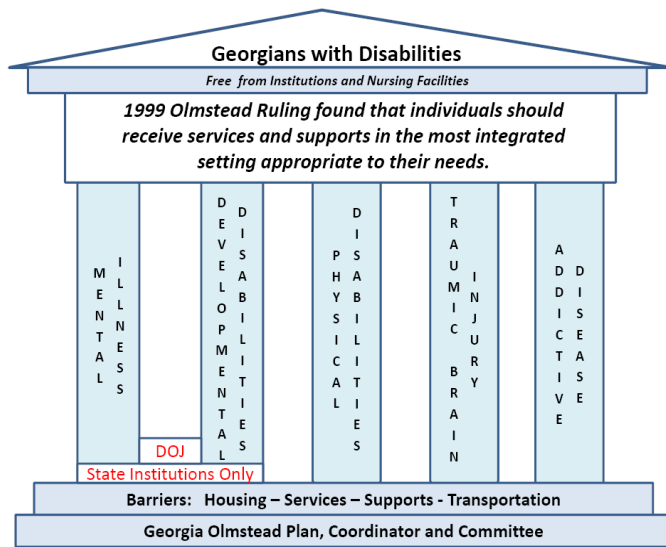 Georgians with Disabilities
Free from Institutions and Nursing Facilities
1999 Olmstead Ruling found that individuals should
receive services and supports in the most integrated
setting appropriate to their needs.
MENTAL
ILLNESS
DEVELOPMENTAL
DISABILITIES
PHYSICAL
DISABILITIES
TRAUMIC BRAIN
INJURY
ADDICTIVE
DISEASE
DOJ
State Institutions Only
Barriers: Housing – Services – Supports - Transportation
Georgia Olmstead Plan, Coordinator and Committee